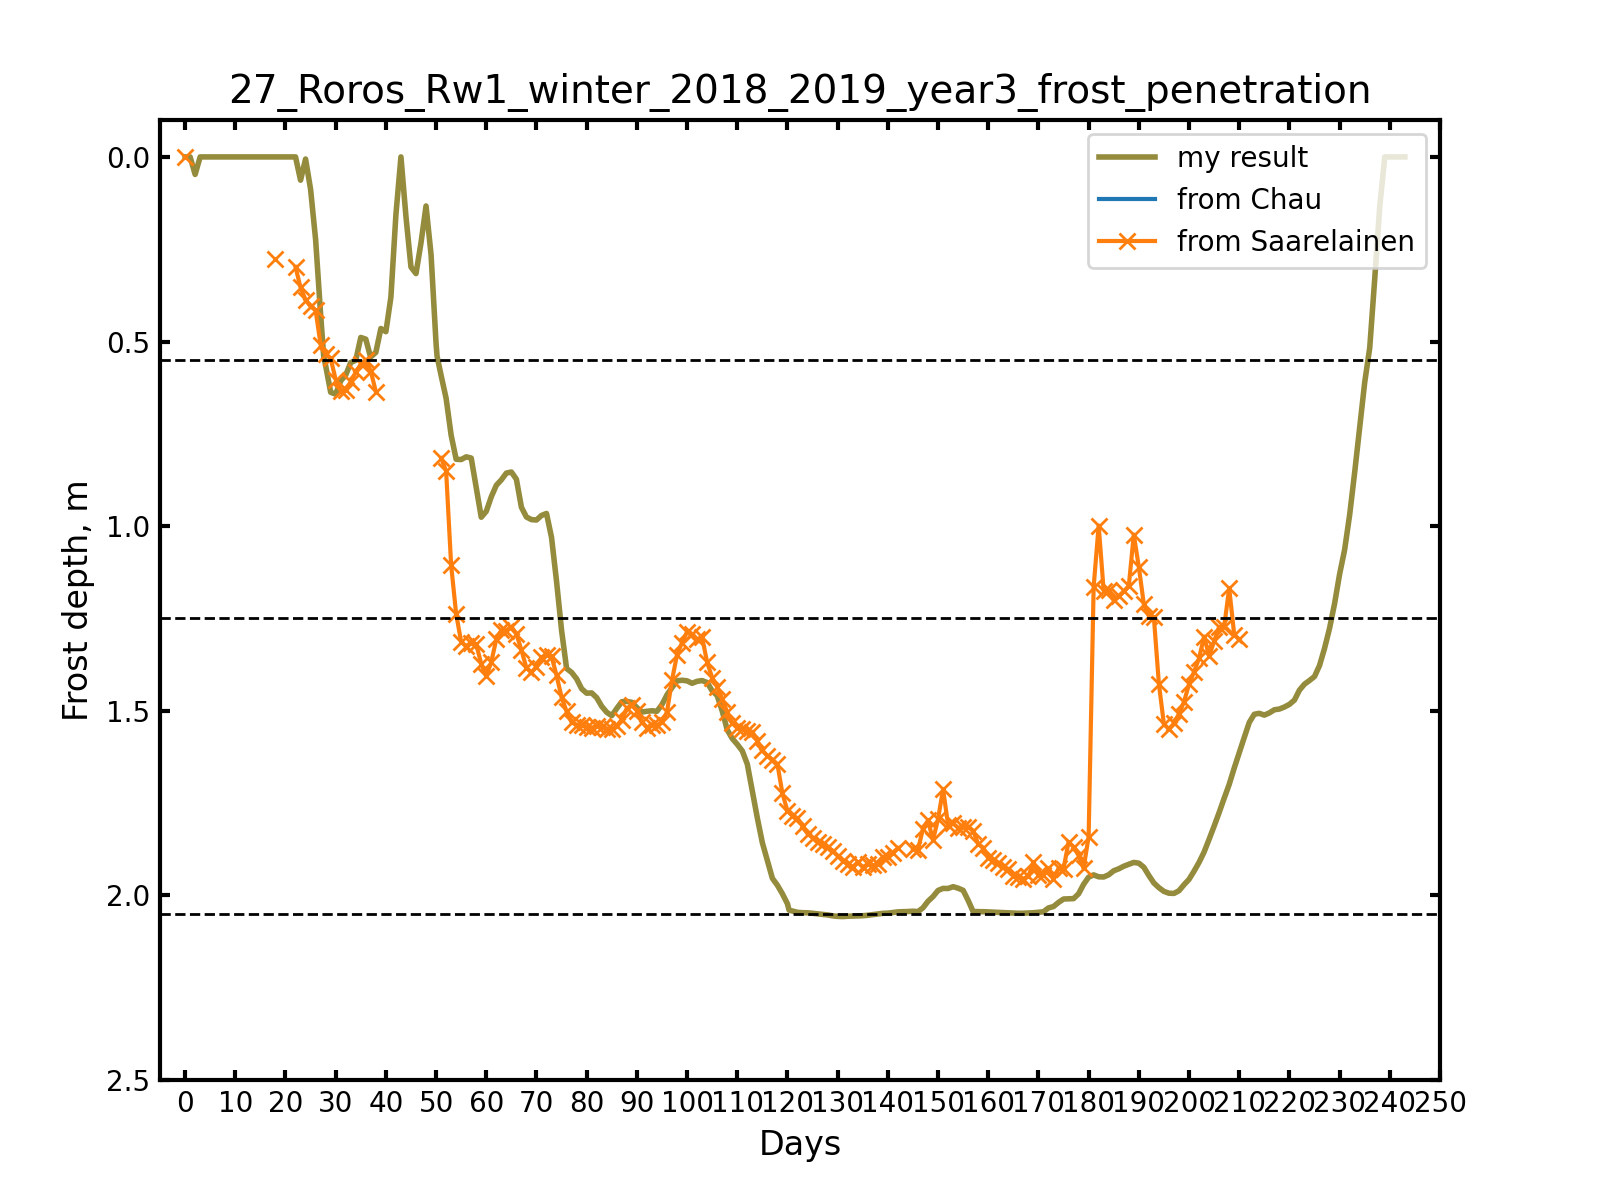 27_Roros_Rw1_winter_2018_2019_year3_frost_penetration
my result
from Chau
from Saarelainen
Frost depth, m
0.0
0.5
1.0
1.5
2.0
2.5
0 10 20 30 40 50 60 70 80 90 100 110 120 130 140 150 160 170 180 190 200 210 220 230 240 250
Days